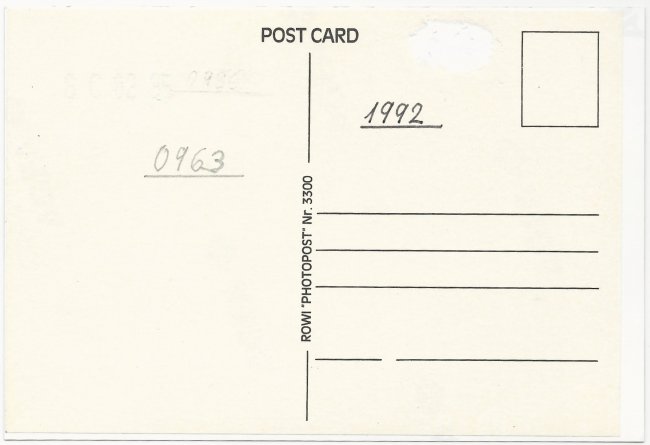 POST CARD
1992
0963
ROWI "PHOTOPOST" Nr. 3300